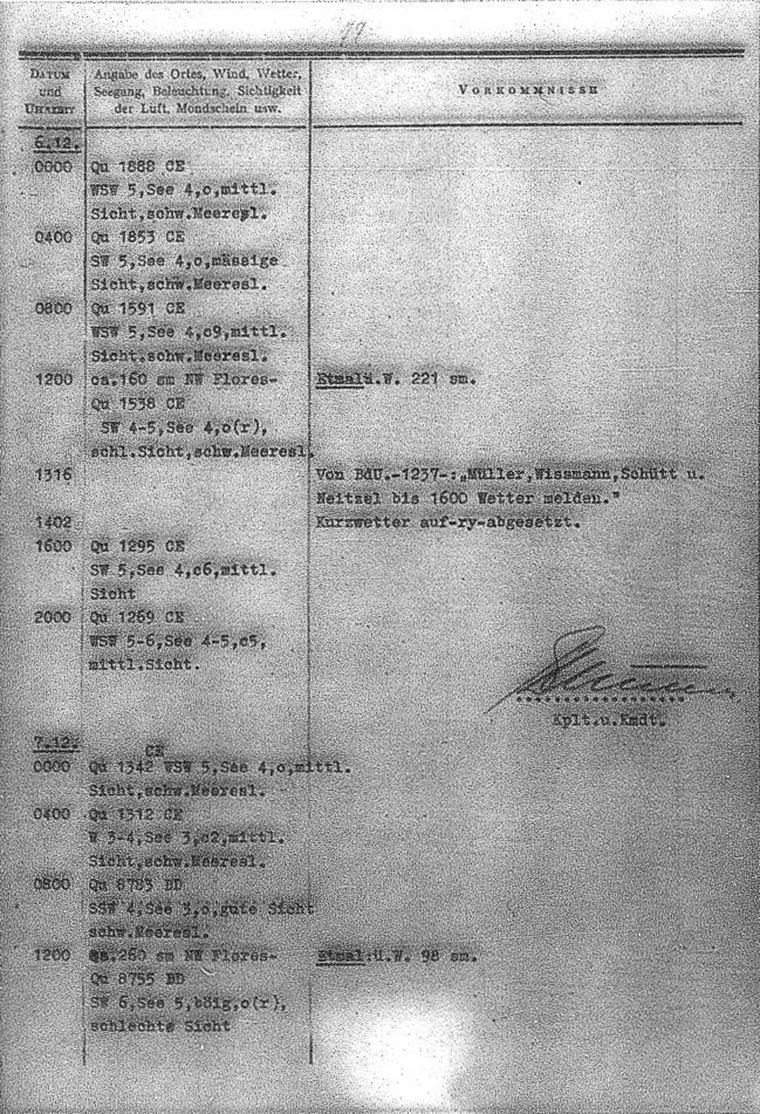 DATUM und UHRZEIT
Angabe des Ortes, Wind, Wetter, Seegang, Beleuchtung, Sichtigkeit der Luft, Mondschein usw.
VORKOMMNISSE
6.12.
0000 Qu 1888 CE
WSW 5,See 4,o,mittl.
Sicht,schw.Meeresl.
0400 Qu 1853 CE
SW 5,See 4,o,mässige
Sicht,schw.Meeresl.
0800 Qu 1591 CE
WSW 5,See 4,c9,mittl.
Sicht.schw.Meeresl.
1200 ca.160 sm NW Flores- Etmal ü.W. 221 sm.
Qu 1538 CE
SW 4-5,See 4,o(r),
schl.Sicht,schw.Meeresl.
1316 Von BdU.-1237-:„Müller,Wissmann,Schütt u.
Neitzel bis 1600 Wetter melden."
1402 Kurzwetter auf-ry-abgesetzt.
1600 Qu 1295 CE
SW 5,See 4,c6,mittl.
Sicht
2000 Qu 1269 CE
WSW 5-6,See 4-5,c5,
mittl.Sicht.
Kplt.u.Kmdt.
7.12.
CE
0000 Qu 1342 WSW 5,See 4,o,mittl.
Sicht,schw.Meeresl.
0400 Qu 1312 CE
W 3-4,See 3,c2,mittl.
Sicht,schw.Meeresl.
0800 Qu 8783 BD
SSW 4,See 3,o,gute Sicht
schw.Meeresl.
1200 ca.260 sm NW Flores- Etmal:ü.W. 98 sm.
Qu 8755 BD
SW 6,See 5,böig,o(r),
schlechte Sicht